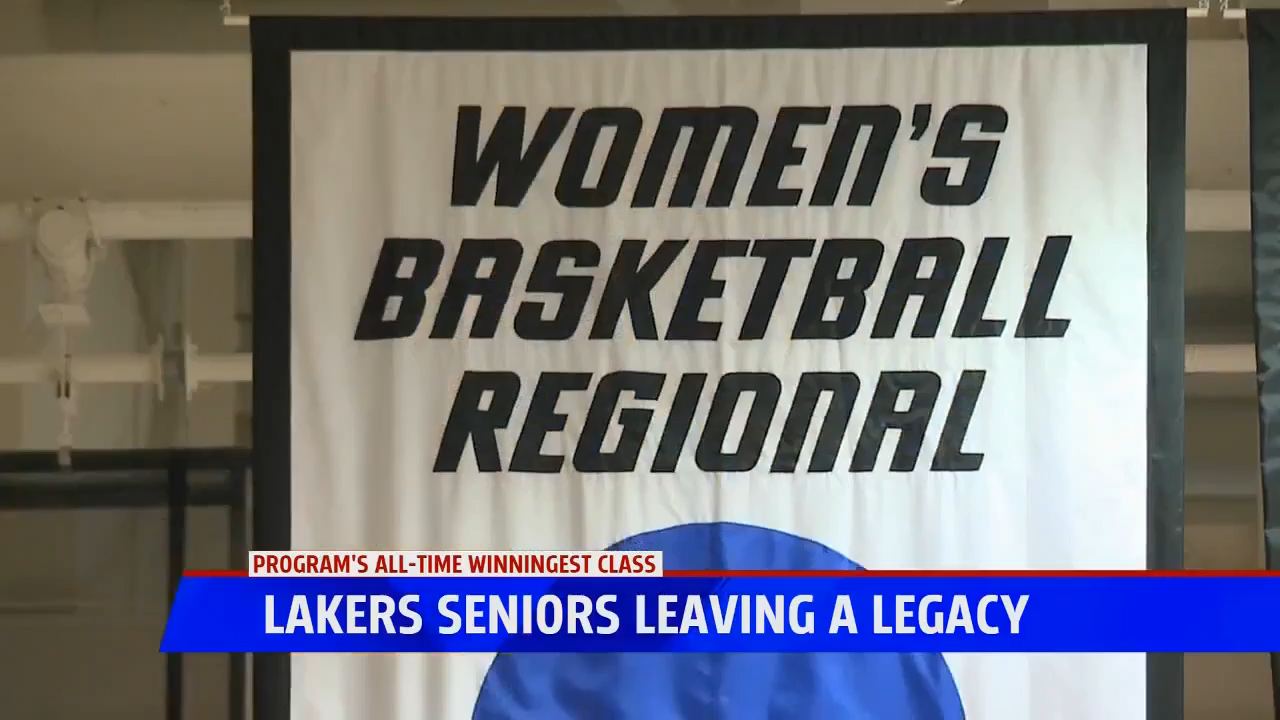 WOMEN'S
BASKETBALL
REGIONAL
PROGRAM'S ALL-TIME WINNINGEST CLASS
LAKERS SENIORS LEAVING A LEGACY